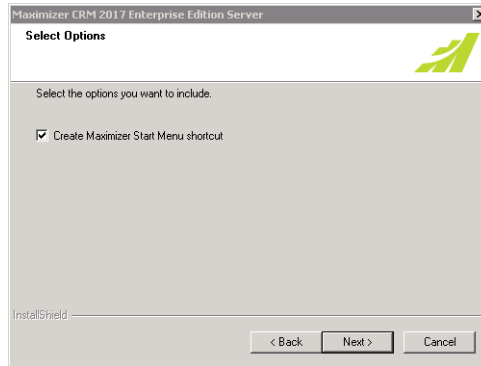 Maximizer CRM 2017 Enterprise Edition Server
Select Options
Select the options you want to include.
Create Maximizer Start Menu shortcut
InstallShield
< Back Next > Cancel